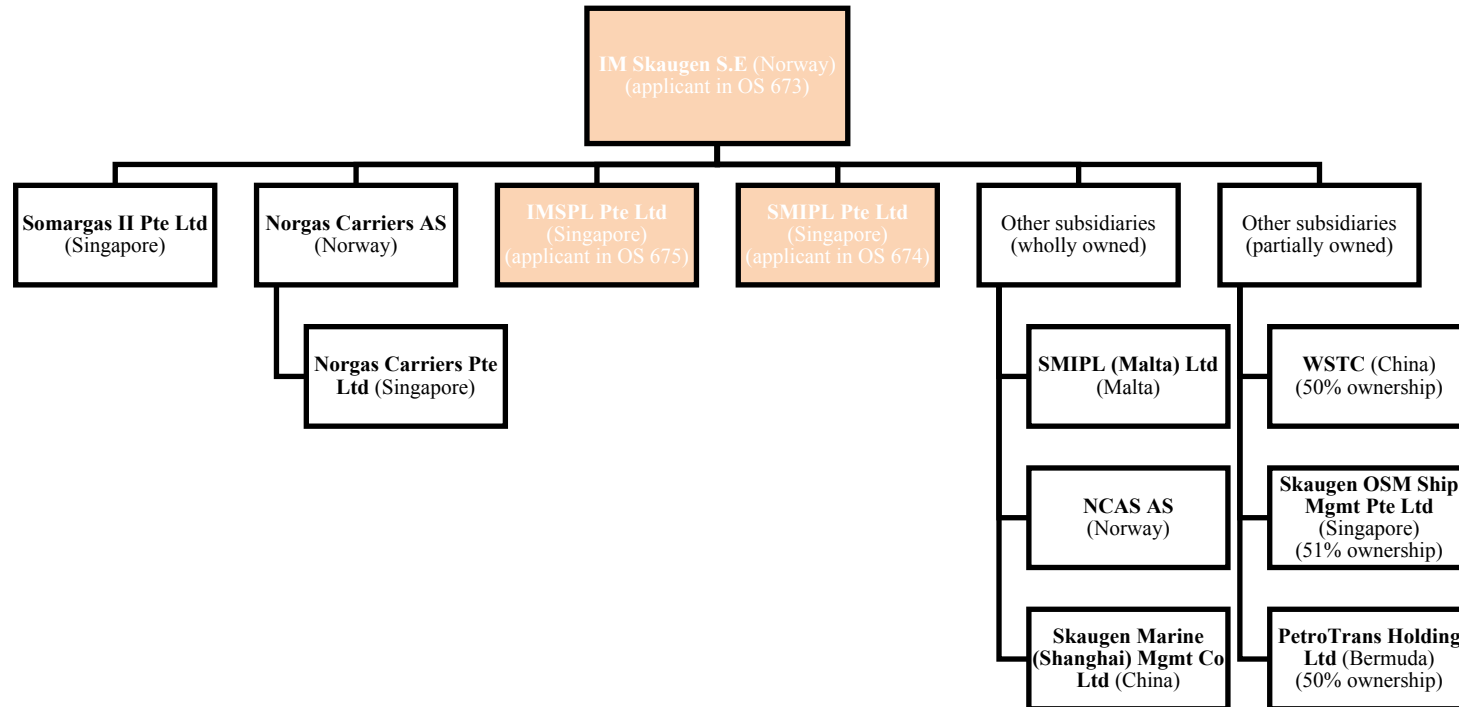 IM Skaugen S.E (Norway)
(applicant in OS 673)
Somargas II Pte Ltd
(Singapore)
Norgas Carriers AS
(Norway)
IMSPL Pte Ltd
(Singapore)
(applicant in OS 675)
SMIPL Pte Ltd
(Singapore)
(applicant in OS 674)
Other subsidiaries
(wholly owned)
Other subsidiaries
(partially owned)
Norgas Carriers Pte
Ltd (Singapore)
SMIPL (Malta) Ltd
(Malta)
WSTC (China)
(50% ownership)
NCAS AS
(Norway)
Skaugen OSM Ship
Mgmt Pte Ltd
(Singapore)
(51% ownership)
Skaugen Marine
(Shanghai) Mgmt Co
Ltd (China)
PetroTrans Holding
Ltd (Bermuda)
(50% ownership)